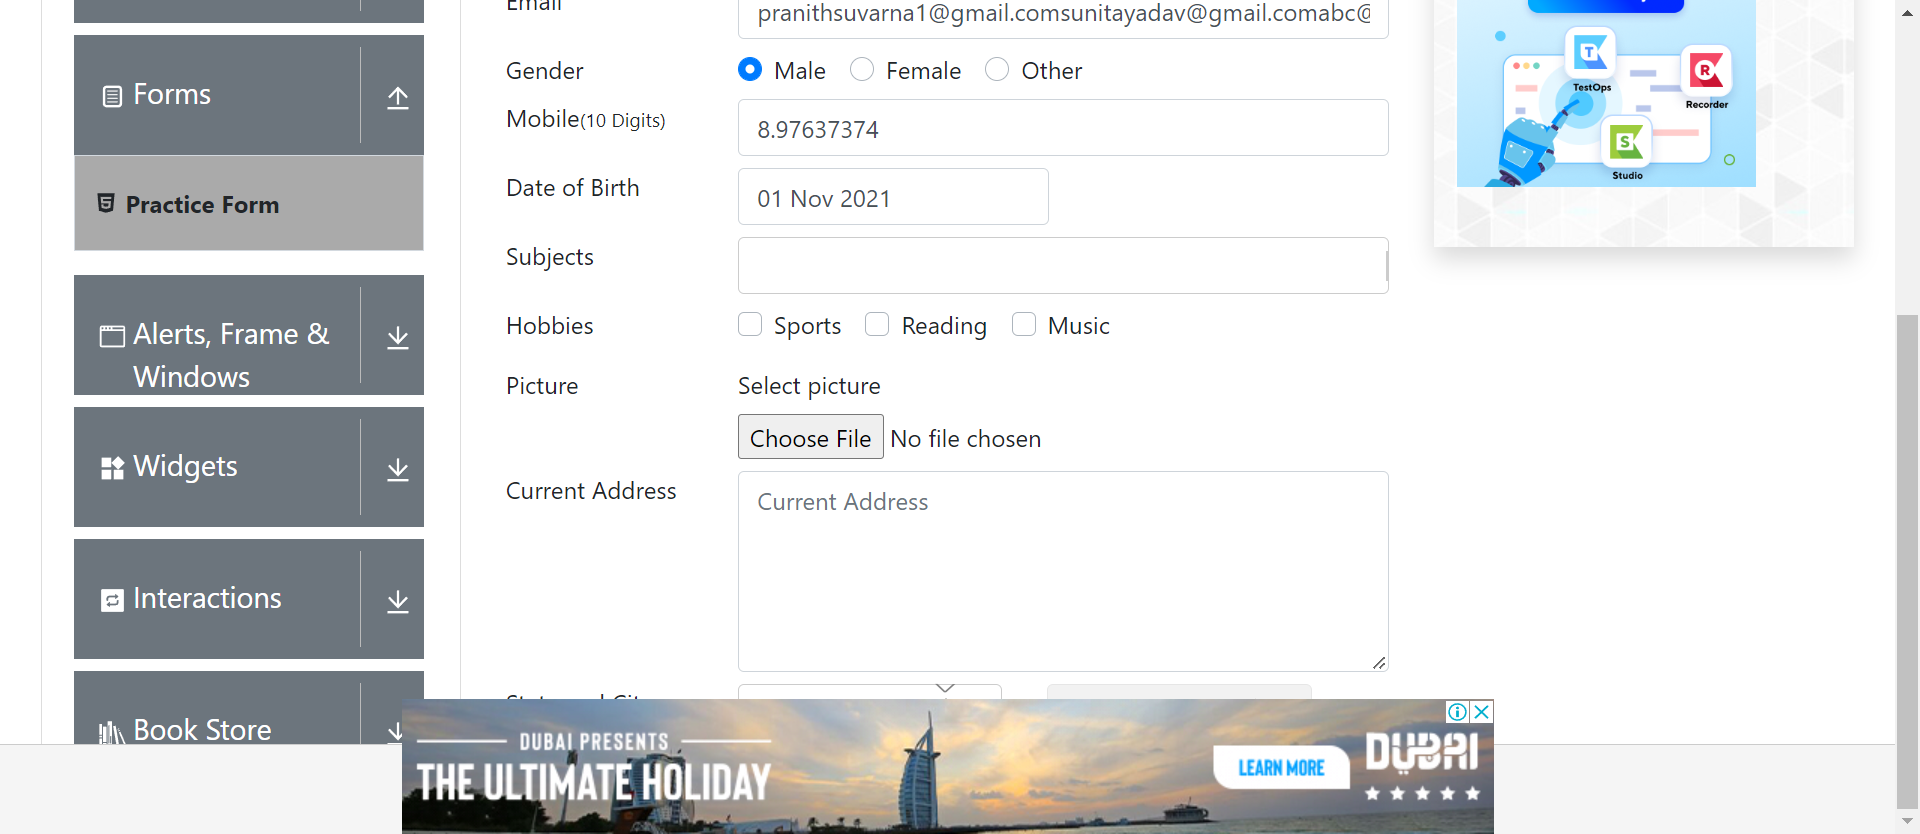 Email
pranithsuvarna1@gmail.comsunitayadav@gmail.comabc@
Gender
Male Female Other
Mobile(10 Digits)
8.97637374
Date of Birth
01 Nov 2021
Subjects
Hobbies
Sports Reading Music
Picture
Select picture
Choose File No file chosen
Current Address
Current Address
Forms
Practice Form
Alerts, Frame &
Windows
Widgets
Interactions
Book Store
T
TestOps
R
Recorder
S
Studio
DUBAI PRESENTS
THE ULTIMATE HOLIDAY
LEARN MORE
DUBAI